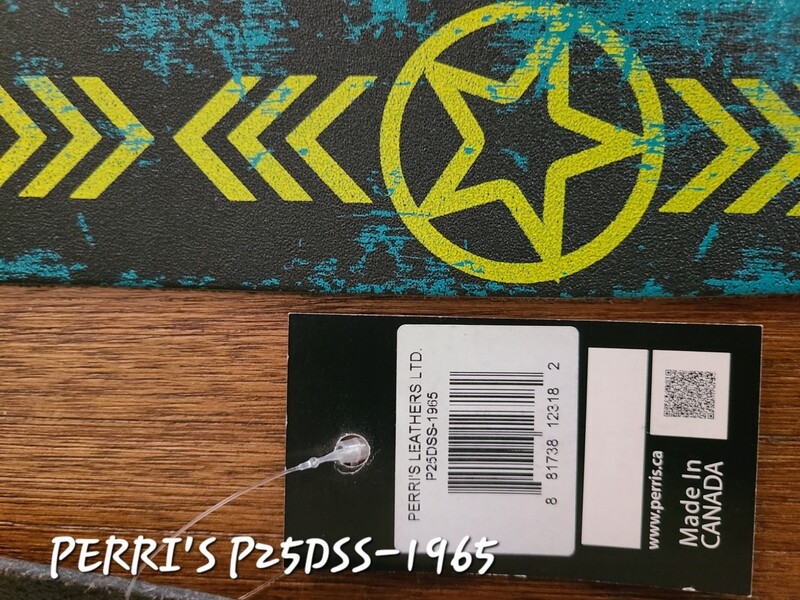 PERRI'S LEATHERS LTD.
P25DSS-1965
8 81738 12318 2
www.perris.ca
Made In
CANADA
PERRI'S P25DSS-1965